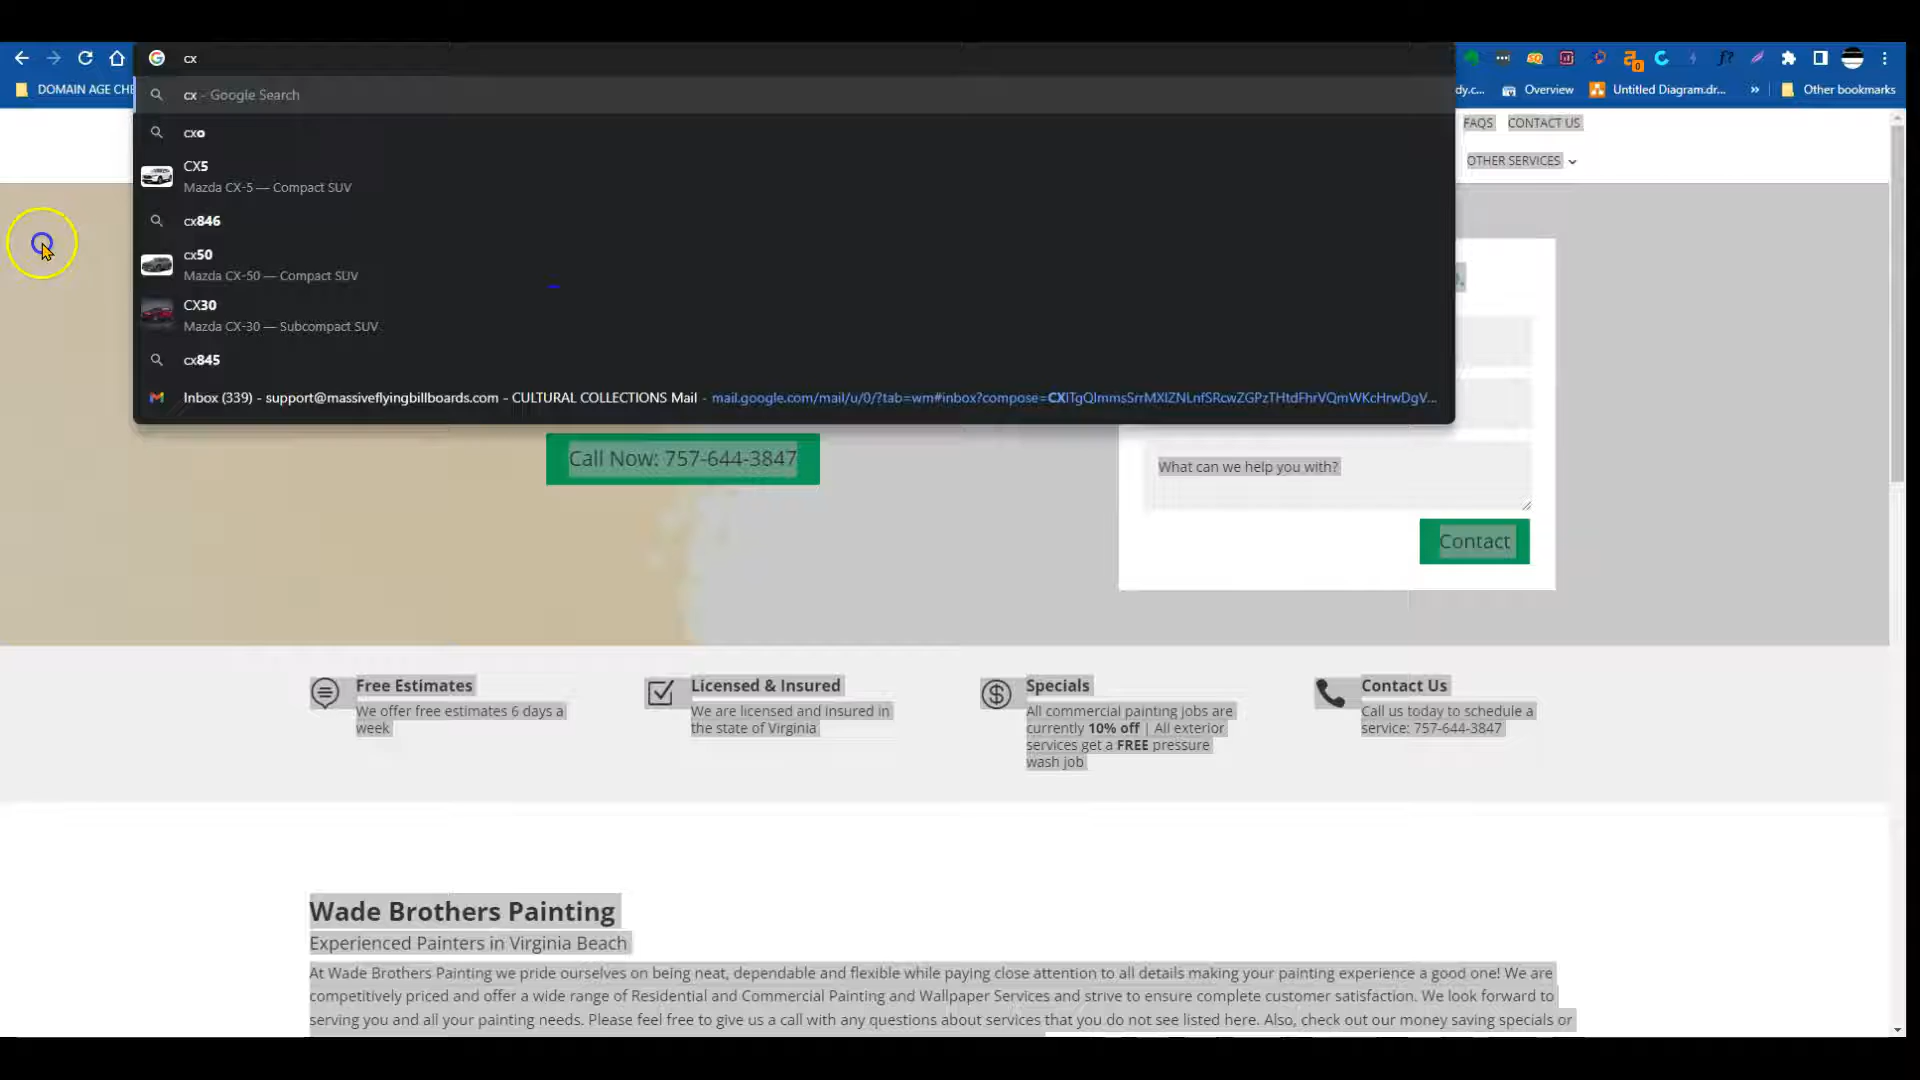 cx
DOMAIN AGE CHE
cx - Google Search
cxo
CX5
Mazda CX-5 — Compact SUV
cx846
cx50
Mazda CX-50 — Compact SUV
CX30
Mazda CX-30 — Subcompact SUV
cx845
Inbox (339) - support@massiveflyingbillboards.com - CULTURAL COLLECTIONS Mail - mail.google.com/mail/u/0/?tab=wm#inbox?compose=
dy.c...
Overview
Untitled Diagram.dr...
»
Other bookmarks
FAQS
CONTACT US
OTHER SERVICES
Call Now: 757-644-3847
What can we help you with?
Contact
Free Estimates
We offer free estimates 6 days a
week
Licensed & Insured
We are licensed and insured in
the state of Virginia
Specials
All commercial painting jobs are
currently 10% off | All exterior
services get a FREE pressure
wash job
Contact Us
Call us today to schedule a
service: 757-644-3847
Wade Brothers Painting
Experienced Painters in Virginia Beach
At Wade Brothers Painting we pride ourselves on being neat, dependable and flexible while paying close attention to all details making your painting experience a good one! We are
competitively priced and offer a wide range of Residential and Commercial Painting and Wallpaper Services and strive to ensure complete customer satisfaction. We look forward to
serving you and all your painting needs. Please feel free to give us a call with any questions about services that you do not see listed here. Also, check out our money saving specials or